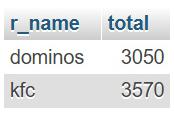 r_name total
dominos 3050
kfc 3570